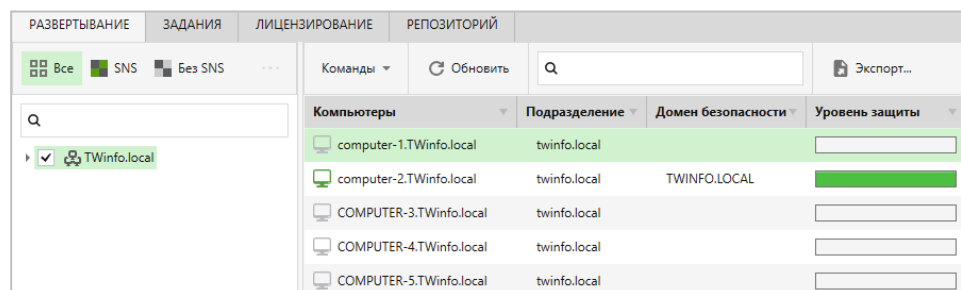 РАЗВЕРТЫВАНИЕ ЗАДАНИЯ ЛИЦЕНЗИРОВАНИЕ РЕПОЗИТОРИЙ
Все SNS Без SNS ... Команды Обновить Экспорт...
Компьютеры Подразделение Домен безопасности Уровень защиты
TWinfo.local
computer-1.TWinfo.local twinfo.local
computer-2.TWinfo.local twinfo.local TWINFO.LOCAL
COMPUTER-3.TWinfo.local twinfo.local
COMPUTER-4.TWinfo.local twinfo.local
COMPUTER-5.TWinfo.local twinfo.local